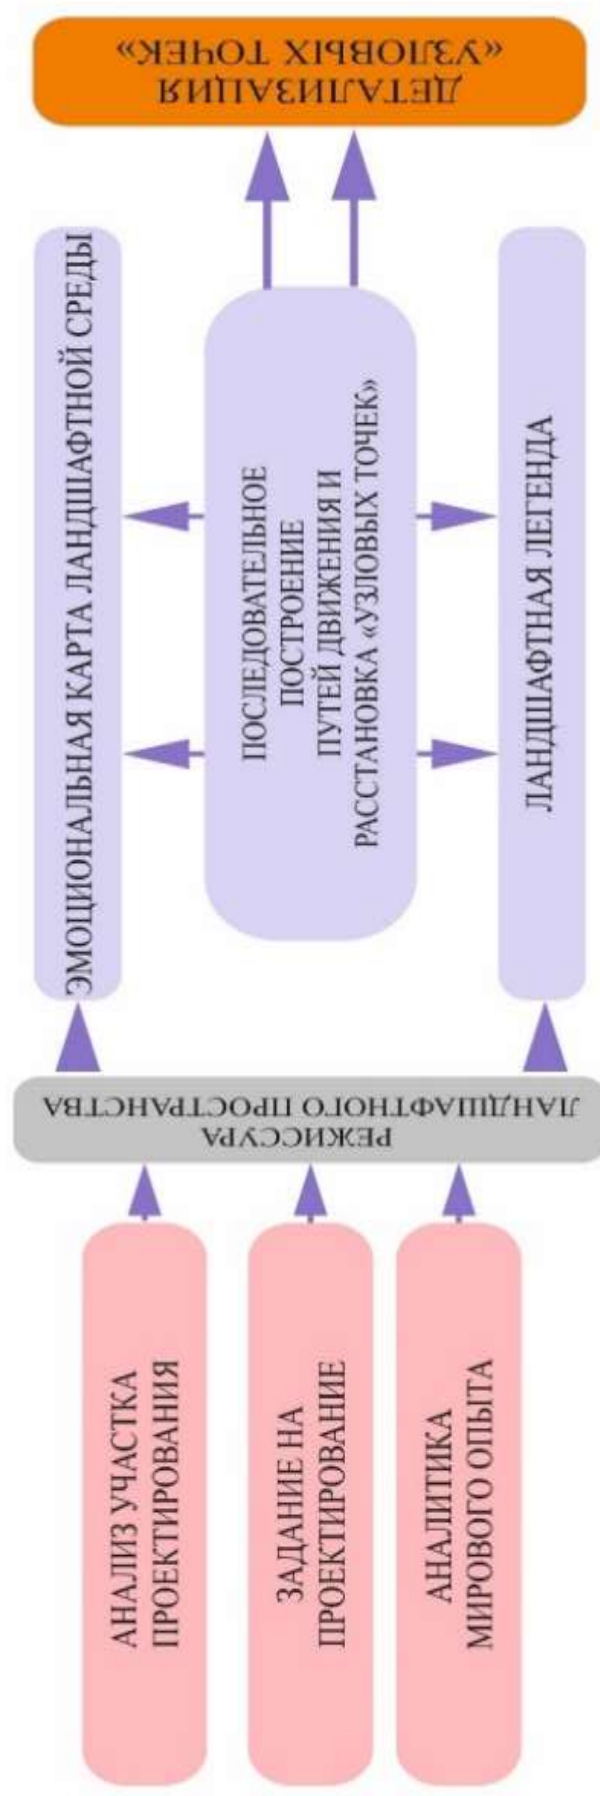 АНАЛИЗ УЧАСТКА
ПРОЕКТИРОВАНИЯ
ЗАДАНИЕ НА
ПРОЕКТИРОВАНИЕ
АНАЛИТИКА
МИРОВОГО ОПЫТА
РЕЖИССУРА
ЛАНДШАФТНОГО ПРОСТРАНСТВА
ЭМОЦИОНАЛЬНАЯ КАРТА ЛАНДШАФТНОЙ СРЕДЫ
ПОСЛЕДОВАТЕЛЬНОЕ
ПОСТРОЕНИЕ
ПУТЕЙ ДВИЖЕНИЯ И
РАССТАНОВКА «УЗЛОВЫХ ТОЧЕК»
ЛАНДШАФТНАЯ ЛЕГЕНДА
ДЕТАЛИЗАЦИЯ
«УЗЛОВЫХ ТОЧЕК»